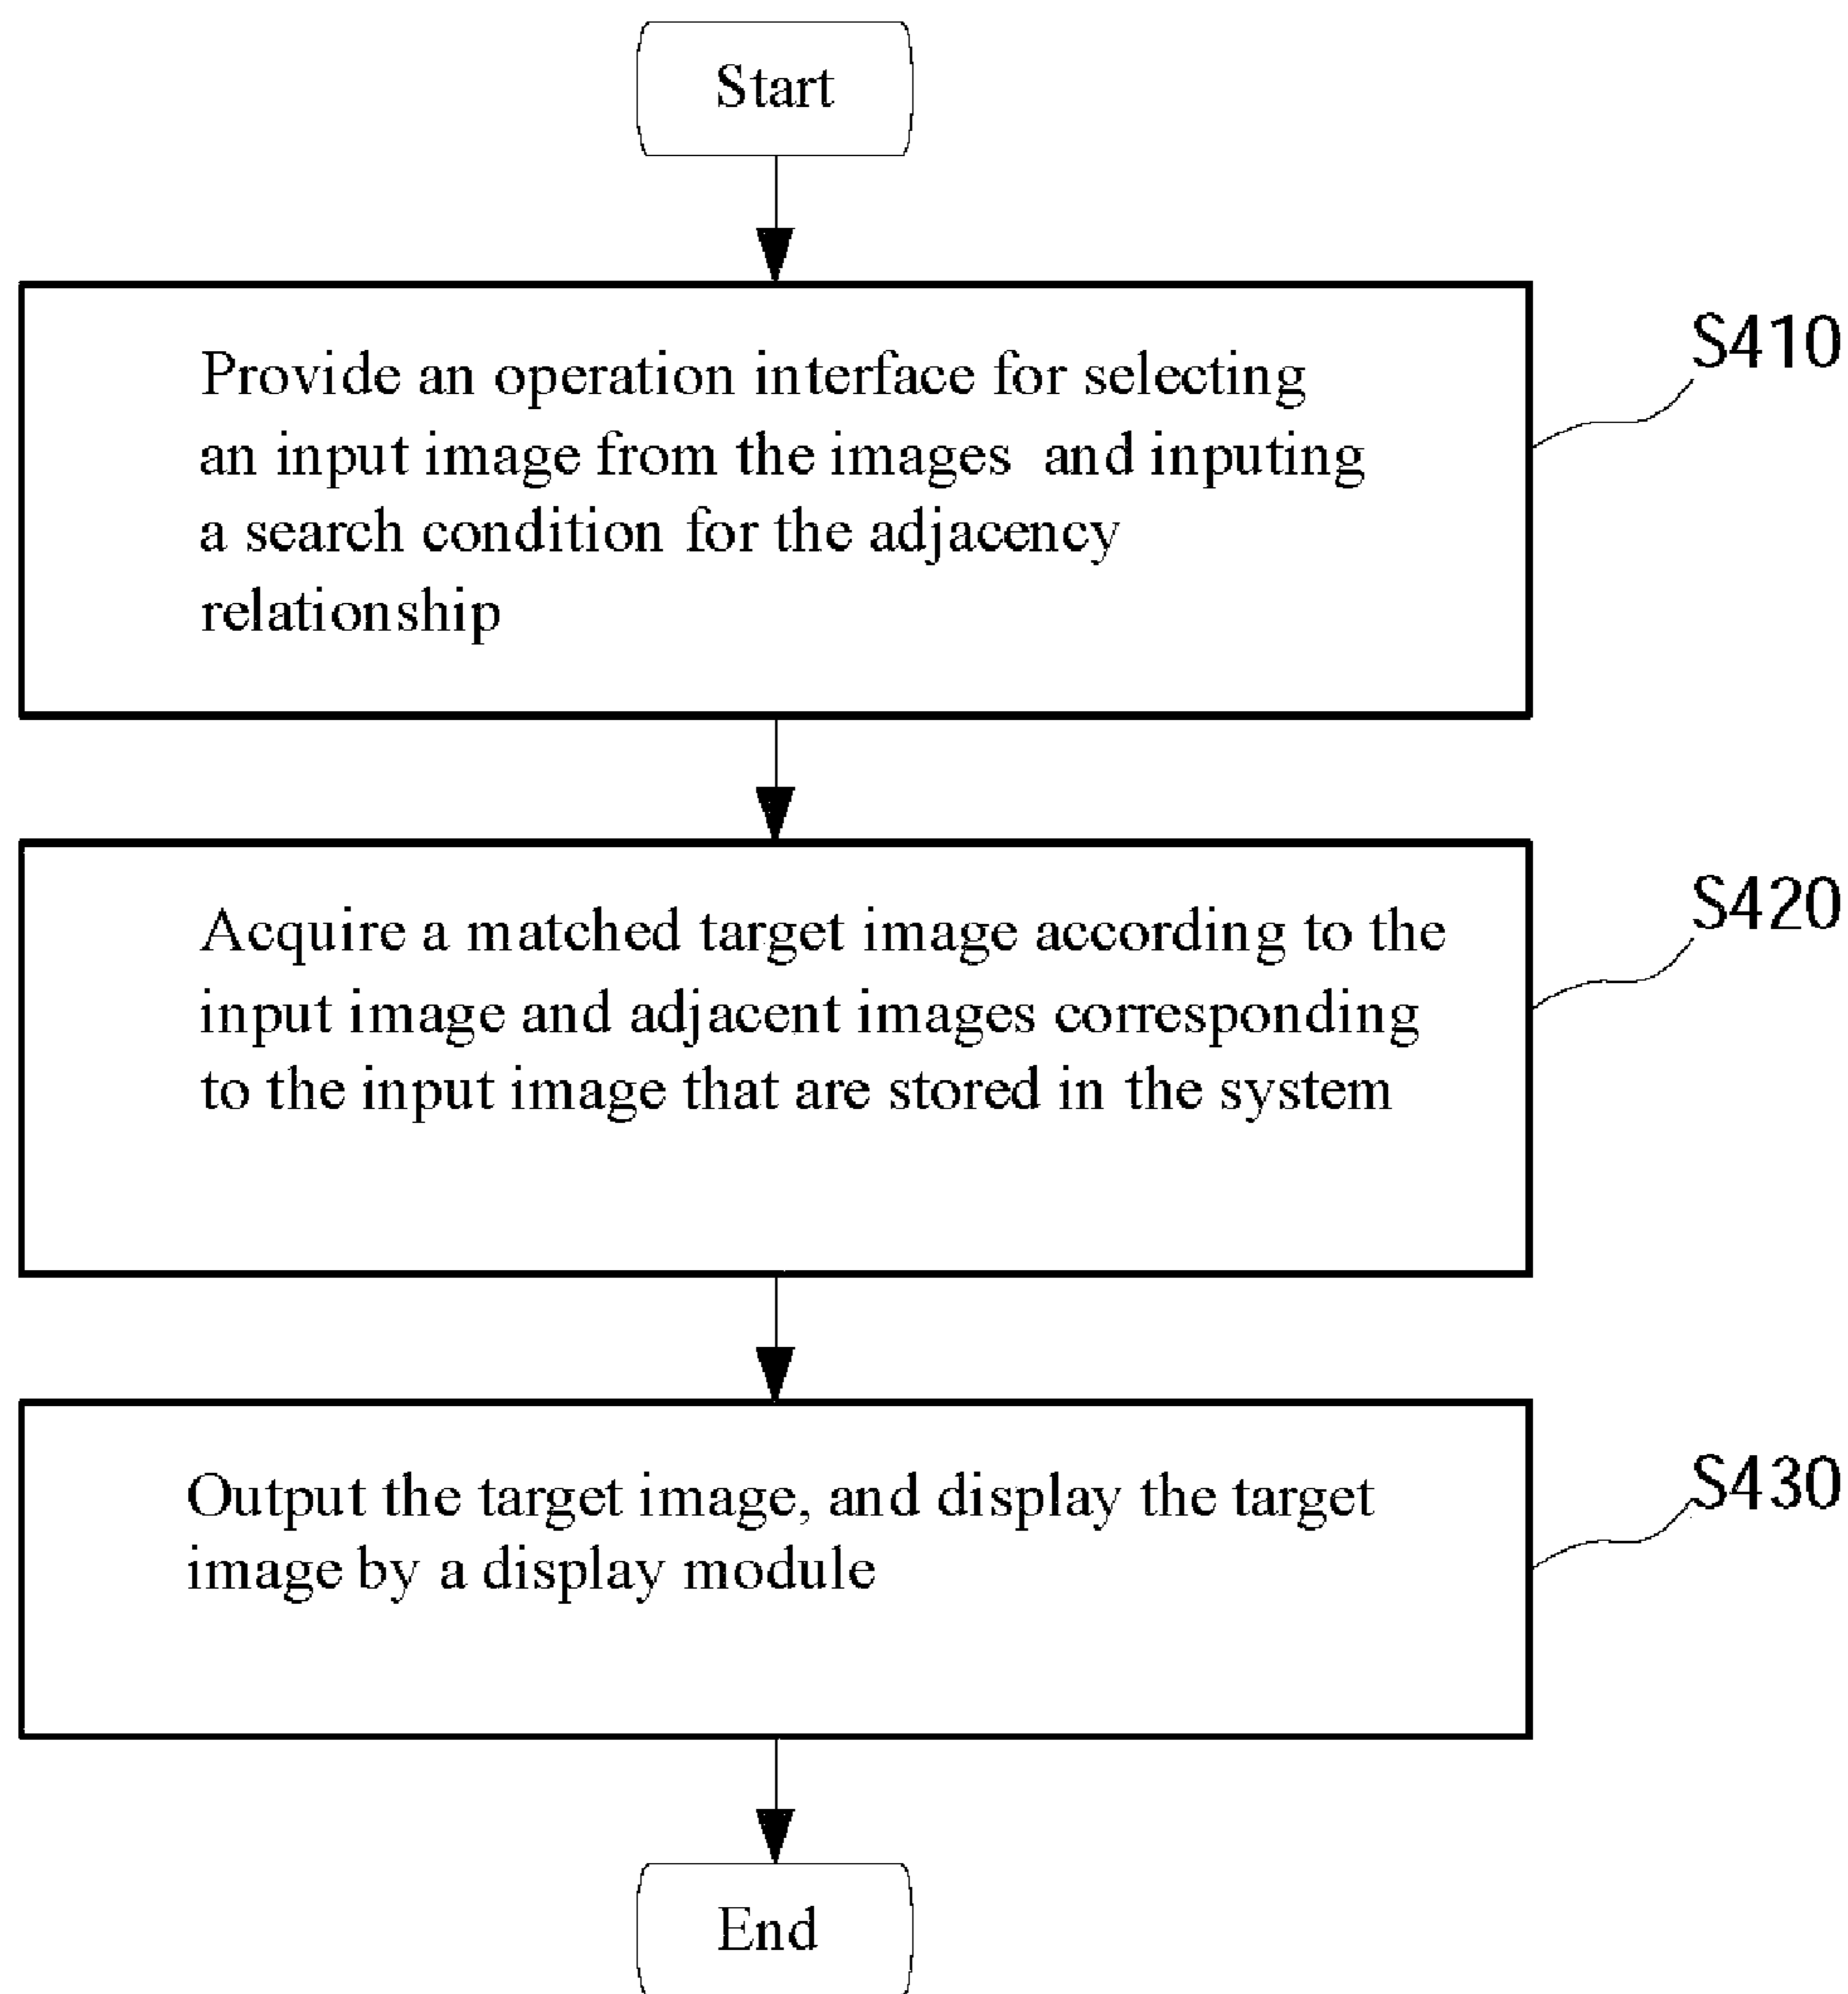 Start
Provide an operation interface for selecting
an input image from the images and inputing
a search condition for the adjacency
relationship
S410
Acquire a matched target image according to the
input image and adjacent images corresponding
to the input image that are stored in the system
S420
Output the target image, and display the target
image by a display module
S430
End